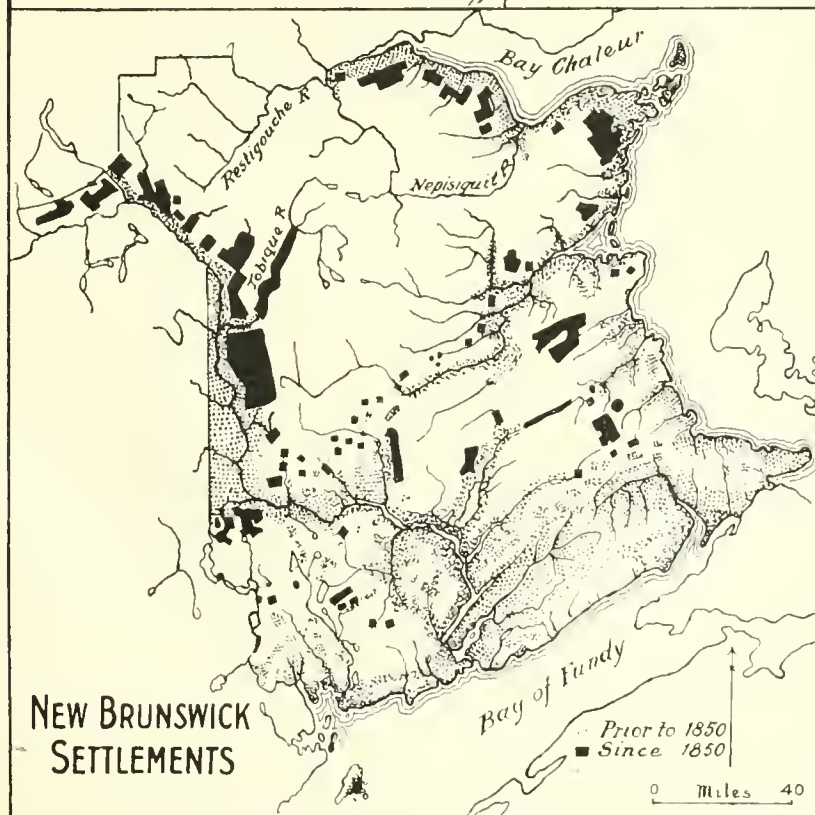 Bay Chaleur
Restigouche R
Nepisiquit R
Tobique R
Bay of Fundy
NEW BRUNSWICK
SETTLEMENTS
Prior to 1850
Since 1850
0 Miles 40